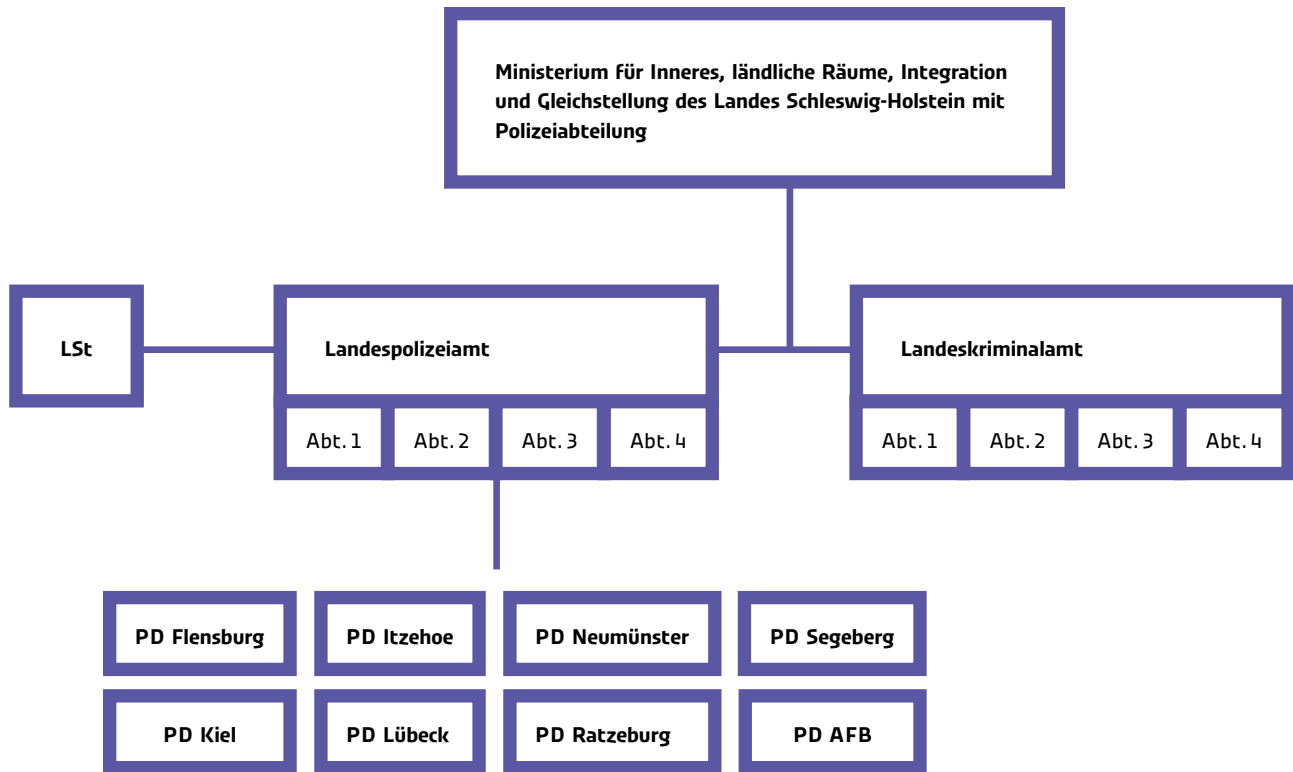 Ministerium für Inneres, ländliche Räume, Integration
und Gleichstellung des Landes Schleswig-Holstein mit
Polizeiabteilung
LSt
Landespolizeiamt
Landeskriminalamt
Abt. 1
Abt. 2
Abt. 3
Abt. 4
Abt. 1
Abt. 2
Abt. 3
Abt. 4
PD Flensburg
PD Itzehoe
PD Neumünster
PD Segeberg
PD Kiel
PD Lübeck
PD Ratzeburg
PD AFB